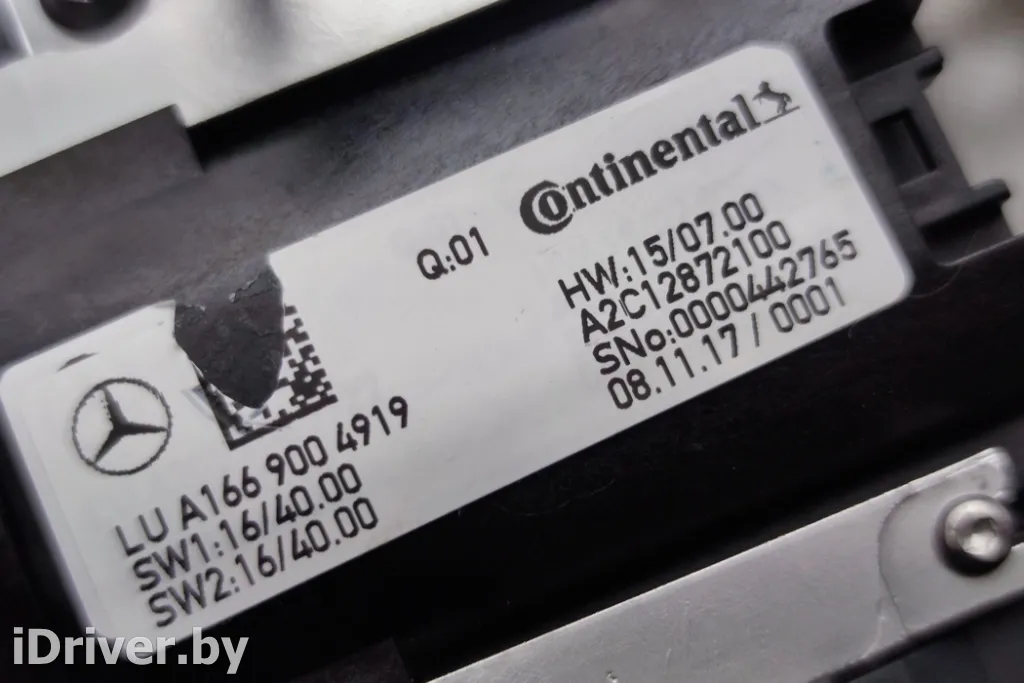 Continental
Q:01
HW:15/07.00
A2C12872100
SNo:0000442765
08.11.17/0001
LU A166 900 4919
SW1:16/40.00
SW2:16/40.00
iDriver.by